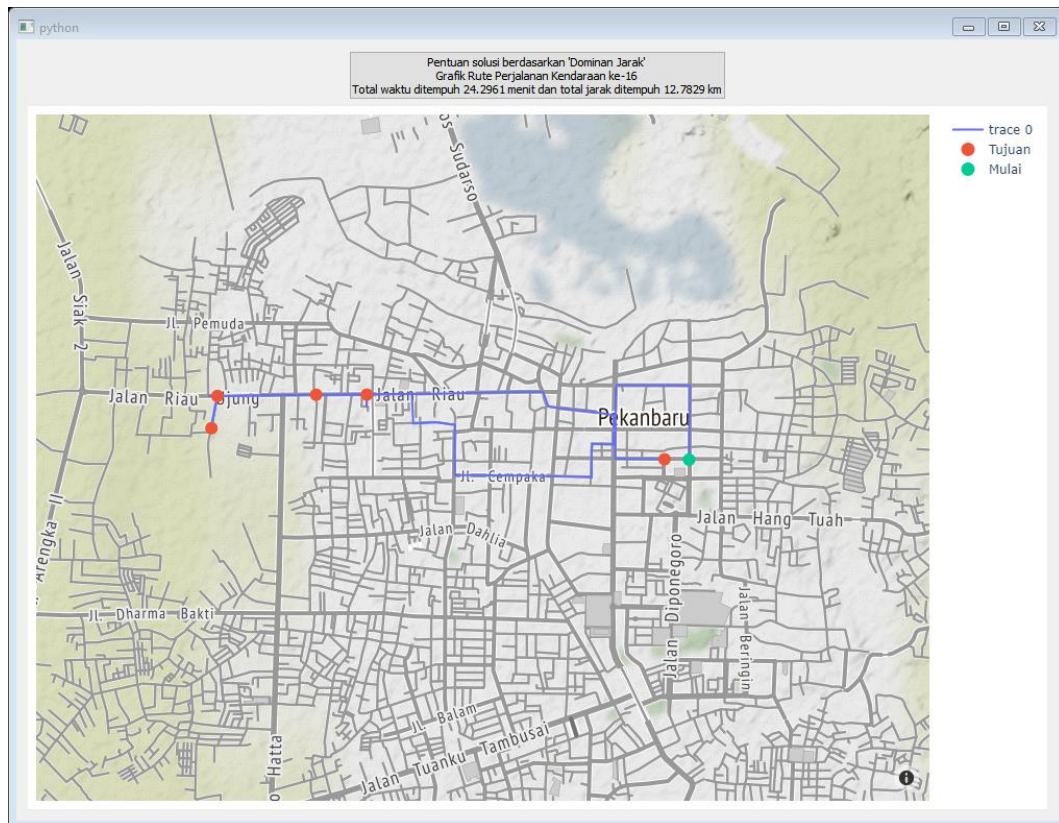 python
Pentuan solusi berdasarkan 'Dominan Jarak'
Grafik Rute Perjalanan Kendaraan ke-16
Total waktu ditempuh 24.2961 menit dan total jarak ditempuh 12.7829 km
trace 0
Tujuan
Mulai
os Sudarso
Jalan Siak 2
Jl. Pemuda
Jalan Riau Ujung
Jalan Riau
Pekanbaru
Jl. Cempaka
Arengka II
Jalan Dahlia
Jalan Hang Tuah
Jalan Diponegoro
Jalan Beringin
Jl. Dharma Bakti
Jl. Balam
Hatta
Jalan Tuanku Tambusai